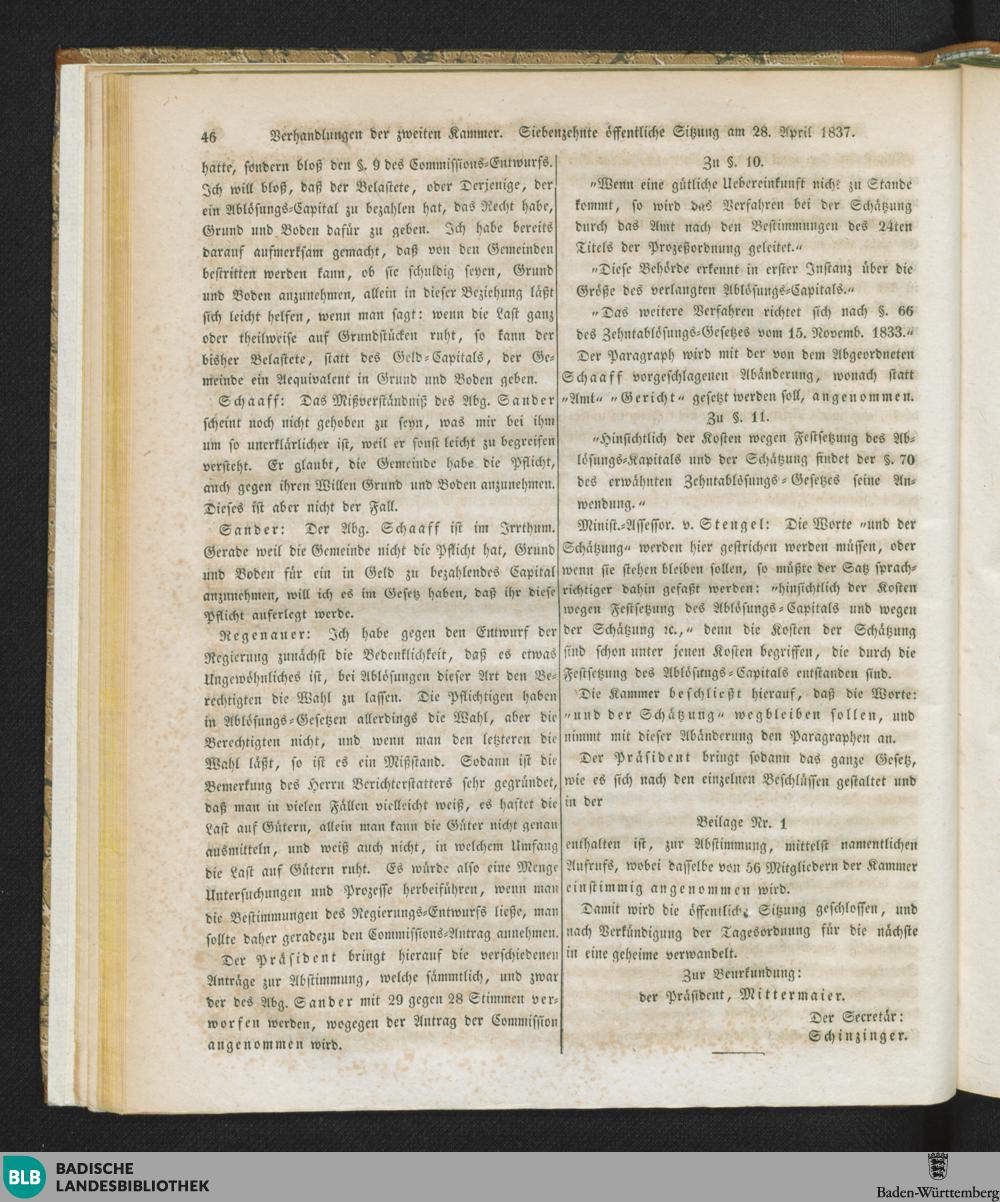 46 Verhandlungen der zweiten Kammer. Siebenzehnte öffentliche Sitzung am 28. April 1837.
hatte, sondern bloß den §. 9 des Commissions-Entwurfs.
Ich will bloß, daß der Belastete, oder Derjenige, der
ein Ablösungs-Capital zu bezahlen hat, das Recht habe,
Grund und Boden dafür zu geben. Ich habe bereits
darauf aufmerksam gemacht, daß von den Gemeinden
bestritten werden kann, ob sie schuldig seyen, Grund
und Boden anzunehmen, allein in dieser Beziehung läßt
sich leicht helfen, wenn man sagt: wenn die Last ganz
oder theilweise auf Grundstücken ruht, so kann der
bisher Belastete, statt des Geld-Capitals, der Ge-
meinde ein Aequivalent in Grund und Boden geben.
Schaaff: Das Mißverständniß des Abg. Sander
scheint noch nicht gehoben zu seyn, was mir bei ihm
um so unerklärlicher ist, weil er sonst leicht zu begreifen
versteht. Er glaubt, die Gemeinde habe die Pflicht,
auch gegen ihren Willen Grund und Boden anzunehmen.
Dieses ist aber nicht der Fall.
Sander: Der Abg. Schaaff ist im Irrthum.
Gerade weil die Gemeinde nicht die Pflicht hat, Grund
und Boden für ein in Geld zu bezahlendes Capital
anzunehmen, will ich es im Gesetz haben, daß ihr diese
Pflicht auferlegt werde.
Regenauer: Ich habe gegen den Entwurf der
Regierung zunächst die Bedenklichkeit, daß es etwas
Ungewöhnliches ist, bei Ablösungen dieser Art den Be-
rechtigten die Wahl zu lassen. Die Pflichtigen haben
in Ablösungs-Gesetzen allerdings die Wahl, aber die
Berechtigten nicht, und wenn man den letzteren die
Wahl läßt, so ist es ein Mißstand. Sodann ist die
Bemerkung des Herrn Berichterstatters sehr gegründet,
daß man in vielen Fällen vielleicht weiß, es haftet die
Last auf Gütern, allein man kann die Güter nicht genau
ausmitteln, und weiß auch nicht, in welchem Umfang
die Last auf Gütern ruht. Es würde also eine Menge
Untersuchungen und Prozesse herbeiführen, wenn man
die Bestimmungen des Regierungs-Entwurfs ließe, man
sollte daher geradezu den Commissions-Antrag annehmen.
Der Präsident bringt hierauf die verschiedenen
Anträge zur Abstimmung, welche sämmtlich, und zwar
der des Abg. Sander mit 29 gegen 28 Stimmen ver-
worfen werden, wogegen der Antrag der Commission
angenommen wird.
Zu §. 10.
„Wenn eine gütliche Uebereinkunft nicht zu Stande
kommt, so wird das Verfahren bei der Schätzung
durch das Amt nach den Bestimmungen des 24ten
Titels der Prozeßordnung geleitet.“
„Diese Behörde erkennt in erster Instanz über die
Größe des verlangten Ablösungs-Capitals.“
„Das weitere Verfahren richtet sich nach §. 66
des Zehntablösungs-Gesetzes vom 15. Novemb. 1833.“
Der Paragraph wird mit der von dem Abgeordneten
Schaaff vorgeschlagenen Abänderung, wonach statt
„Amt“ „Gericht“ gesetzt werden soll, angenommen.
Zu §. 11.
„Hinsichtlich der Kosten wegen Festsetzung des Ab-
lösungs-Kapitals und der Schätzung findet der §. 70
des erwähnten Zehntablösungs-Gesetzes seine An-
wendung.“
Minist.-Assessor. v. Stengel: Die Worte „und der
Schätzung“ werden hier gestrichen werden müssen, oder
wenn sie stehen bleiben sollen, so müßte der Satz sprach-
richtiger dahin gefaßt werden: „hinsichtlich der Kosten
wegen Festsetzung des Ablösungs-Capitals und wegen
der Schätzung ꝛc.,“ denn die Kosten der Schätzung
sind schon unter jenen Kosten begriffen, die durch die
Festsetzung des Ablösungs-Capitals entstanden sind.
Die Kammer beschließt hierauf, daß die Worte:
„und der Schätzung“ wegbleiben sollen, und
nimmt mit dieser Abänderung den Paragraphen an.
Der Präsident bringt sodann das ganze Gesetz,
wie es sich nach den einzelnen Beschlüssen gestaltet und
in der
Beilage Nr. 1
enthalten ist, zur Abstimmung, mittelst namentlichen
Aufrufs, wobei dasselbe von 56 Mitgliedern der Kammer
einstimmig angenommen wird.
Damit wird die öffentliche Sitzung geschlossen, und
nach Verkündigung der Tagesordnung für die nächste
in eine geheime verwandelt.
Zur Beurkundung:
der Präsident, Mittermaier.
Der Secretär:
Schinzinger.
BLB BADISCHE
LANDESBIBLIOTHEK
Baden-Württemberg